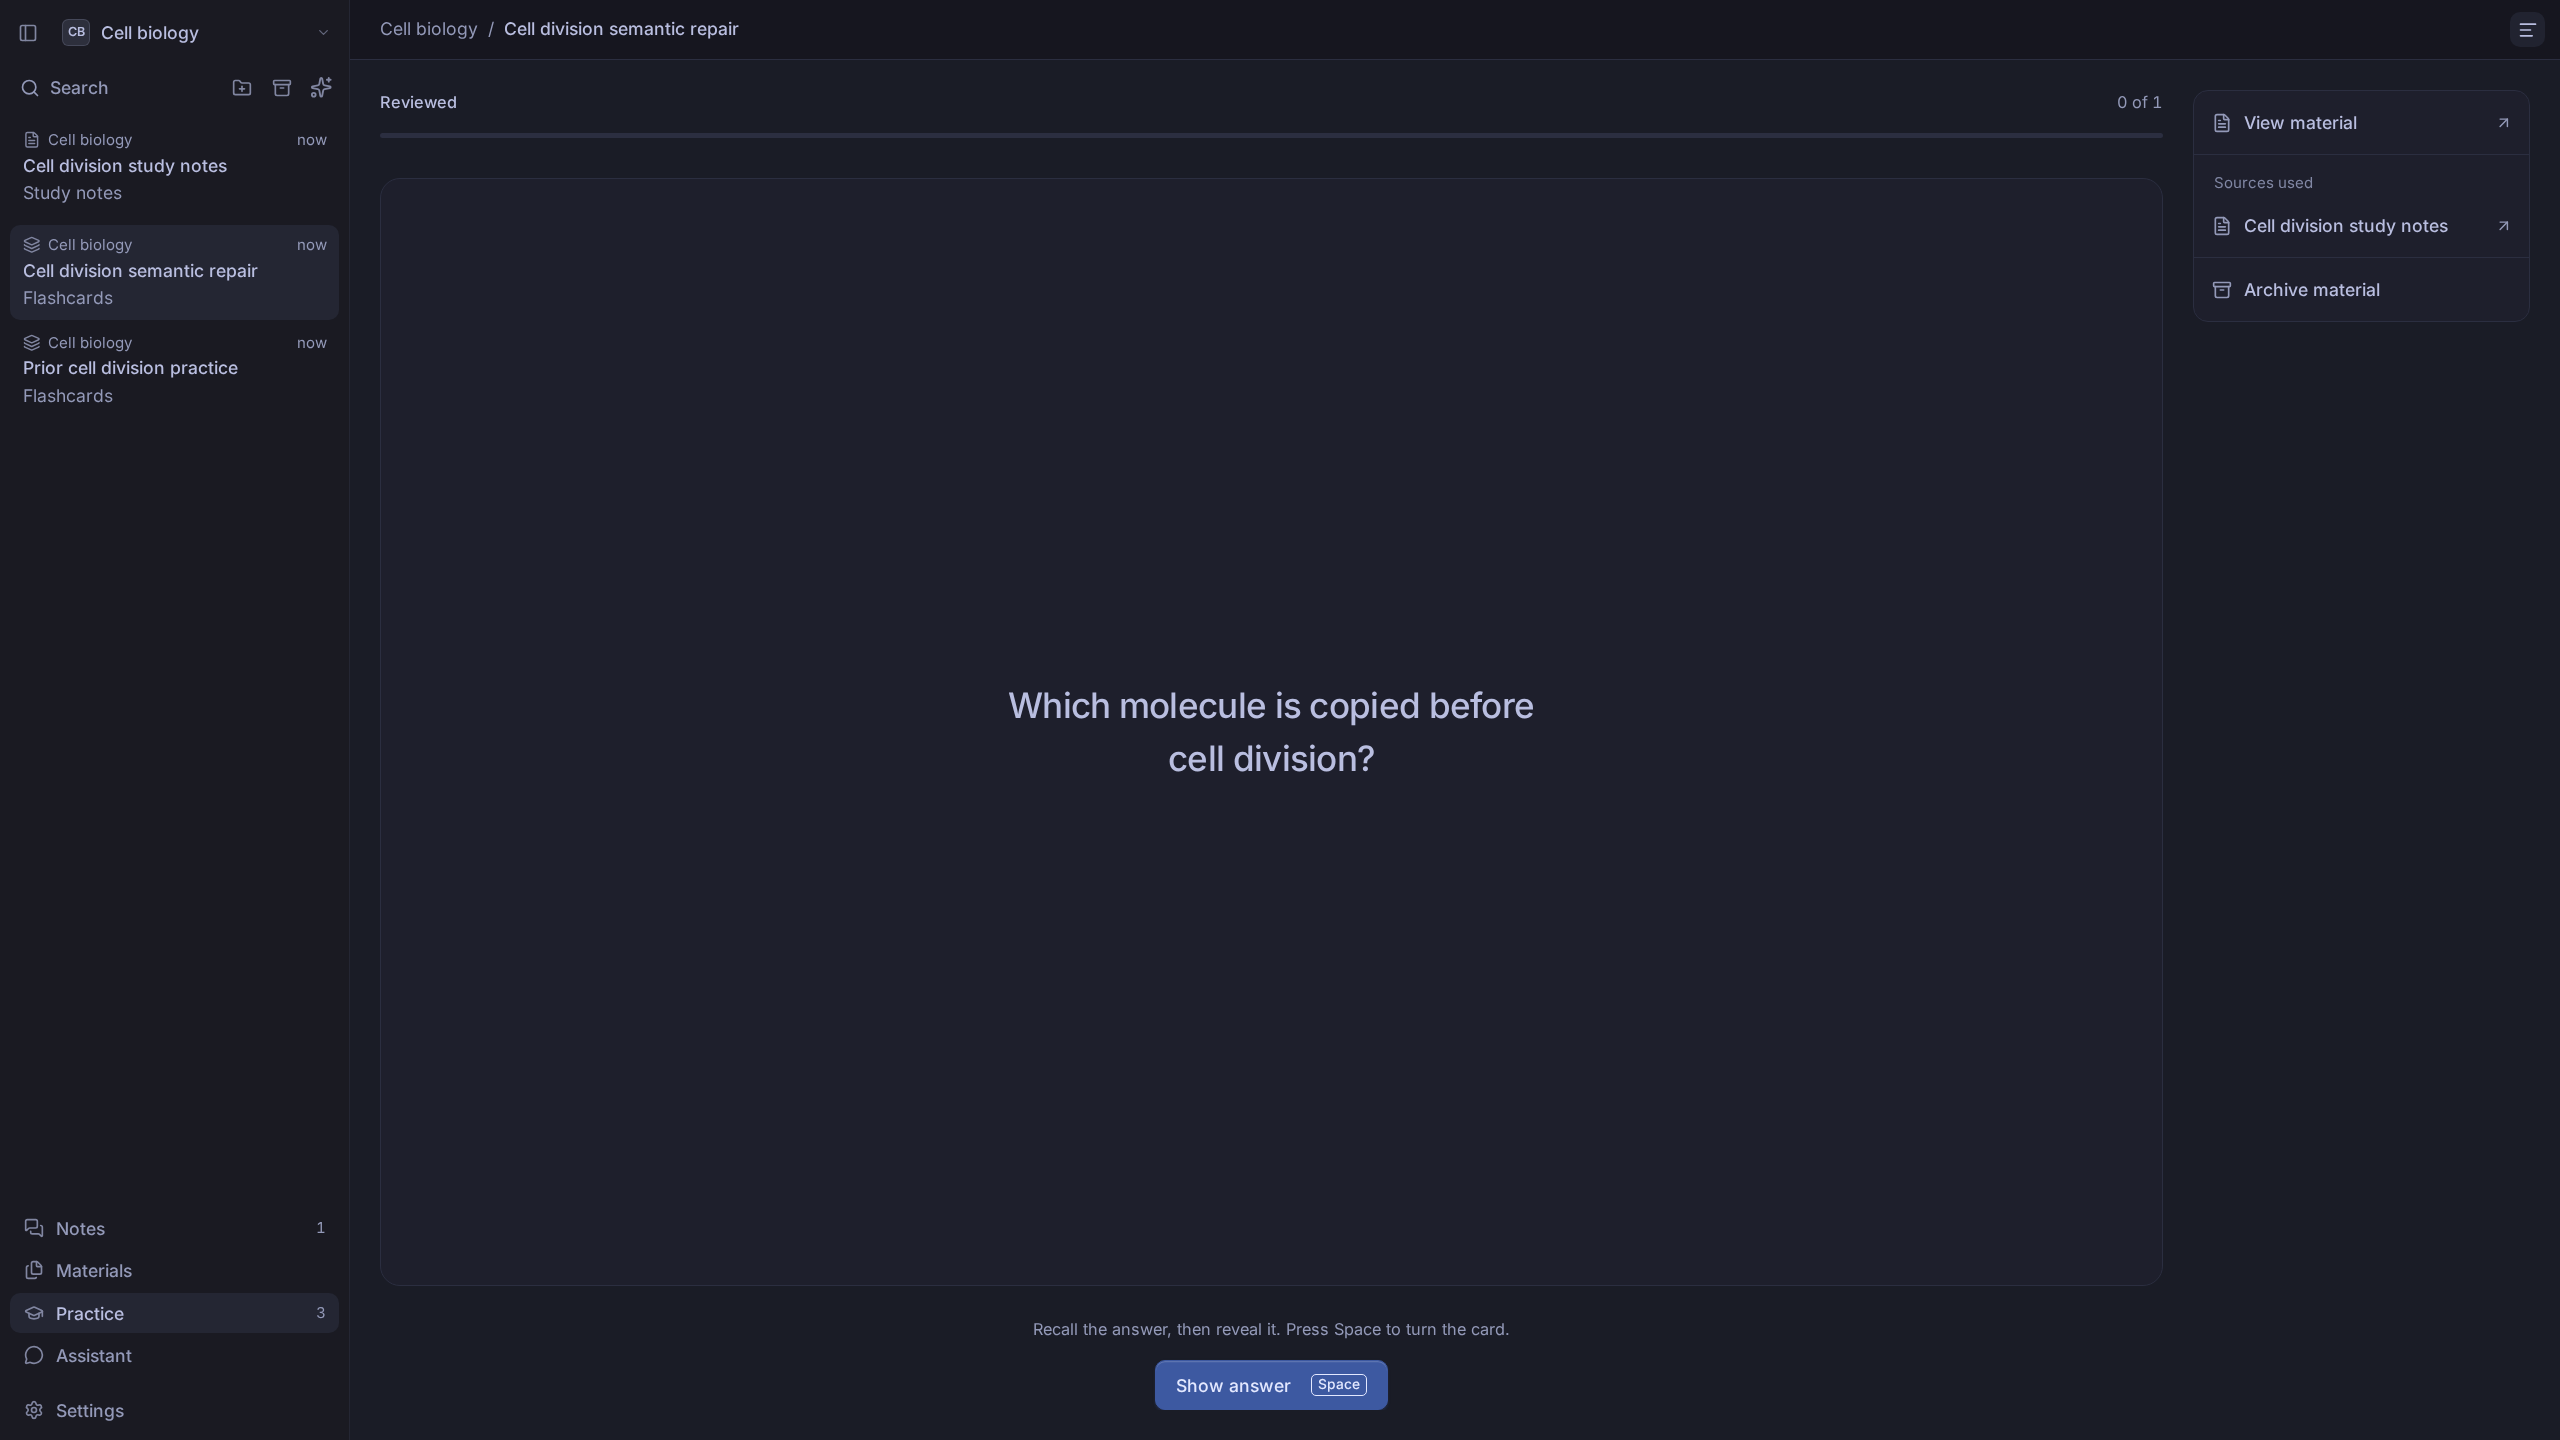 CB Cell biology
Search
Cell biology now
Cell division study notes
Study notes
Cell biology now
Cell division semantic repair
Flashcards
Cell biology now
Prior cell division practice
Flashcards
Notes 1
Materials
Practice 3
Assistant
Settings
Cell biology / Cell division semantic repair
Reviewed 0 of 1
Which molecule is copied before
cell division?
Recall the answer, then reveal it. Press Space to turn the card.
Show answer Space
View material
Sources used
Cell division study notes
Archive material